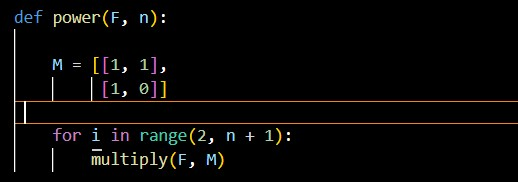 def power(F, n):
M = [[1, 1],
[1, 0]]
for i in range(2, n + 1):
multiply(F, M)